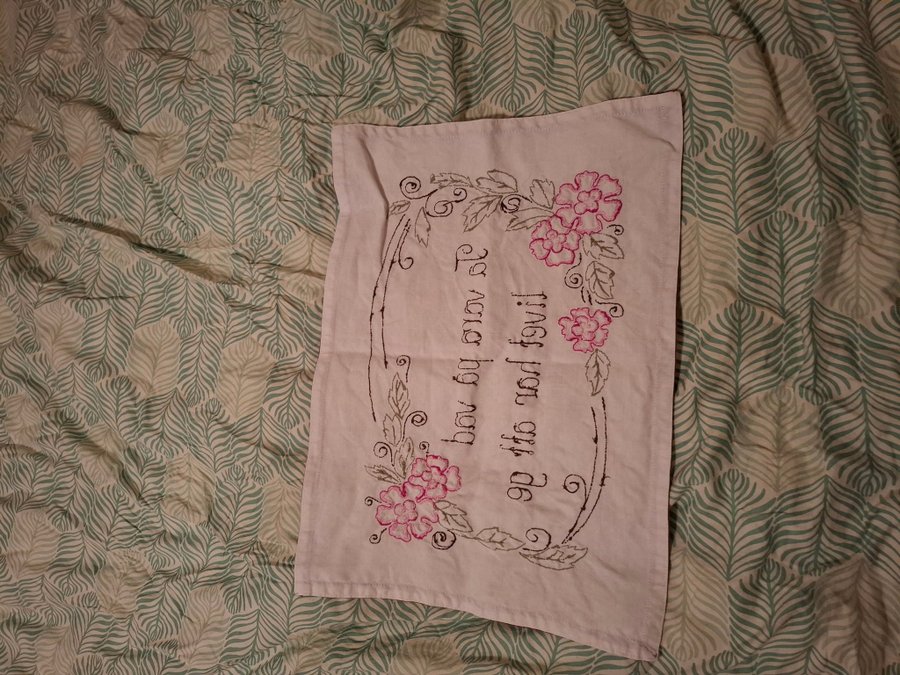 Ta vara på vad
livet har att ge